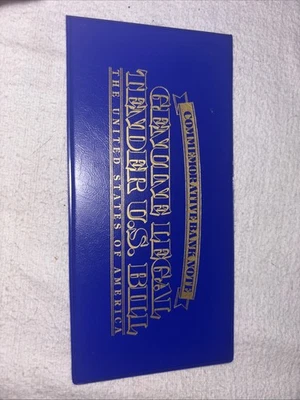 COMMEMORATIVE BANK NOTE
GENUINE LEGAL
TENDER U.S. BILL
THE UNITED STATES OF AMERICA